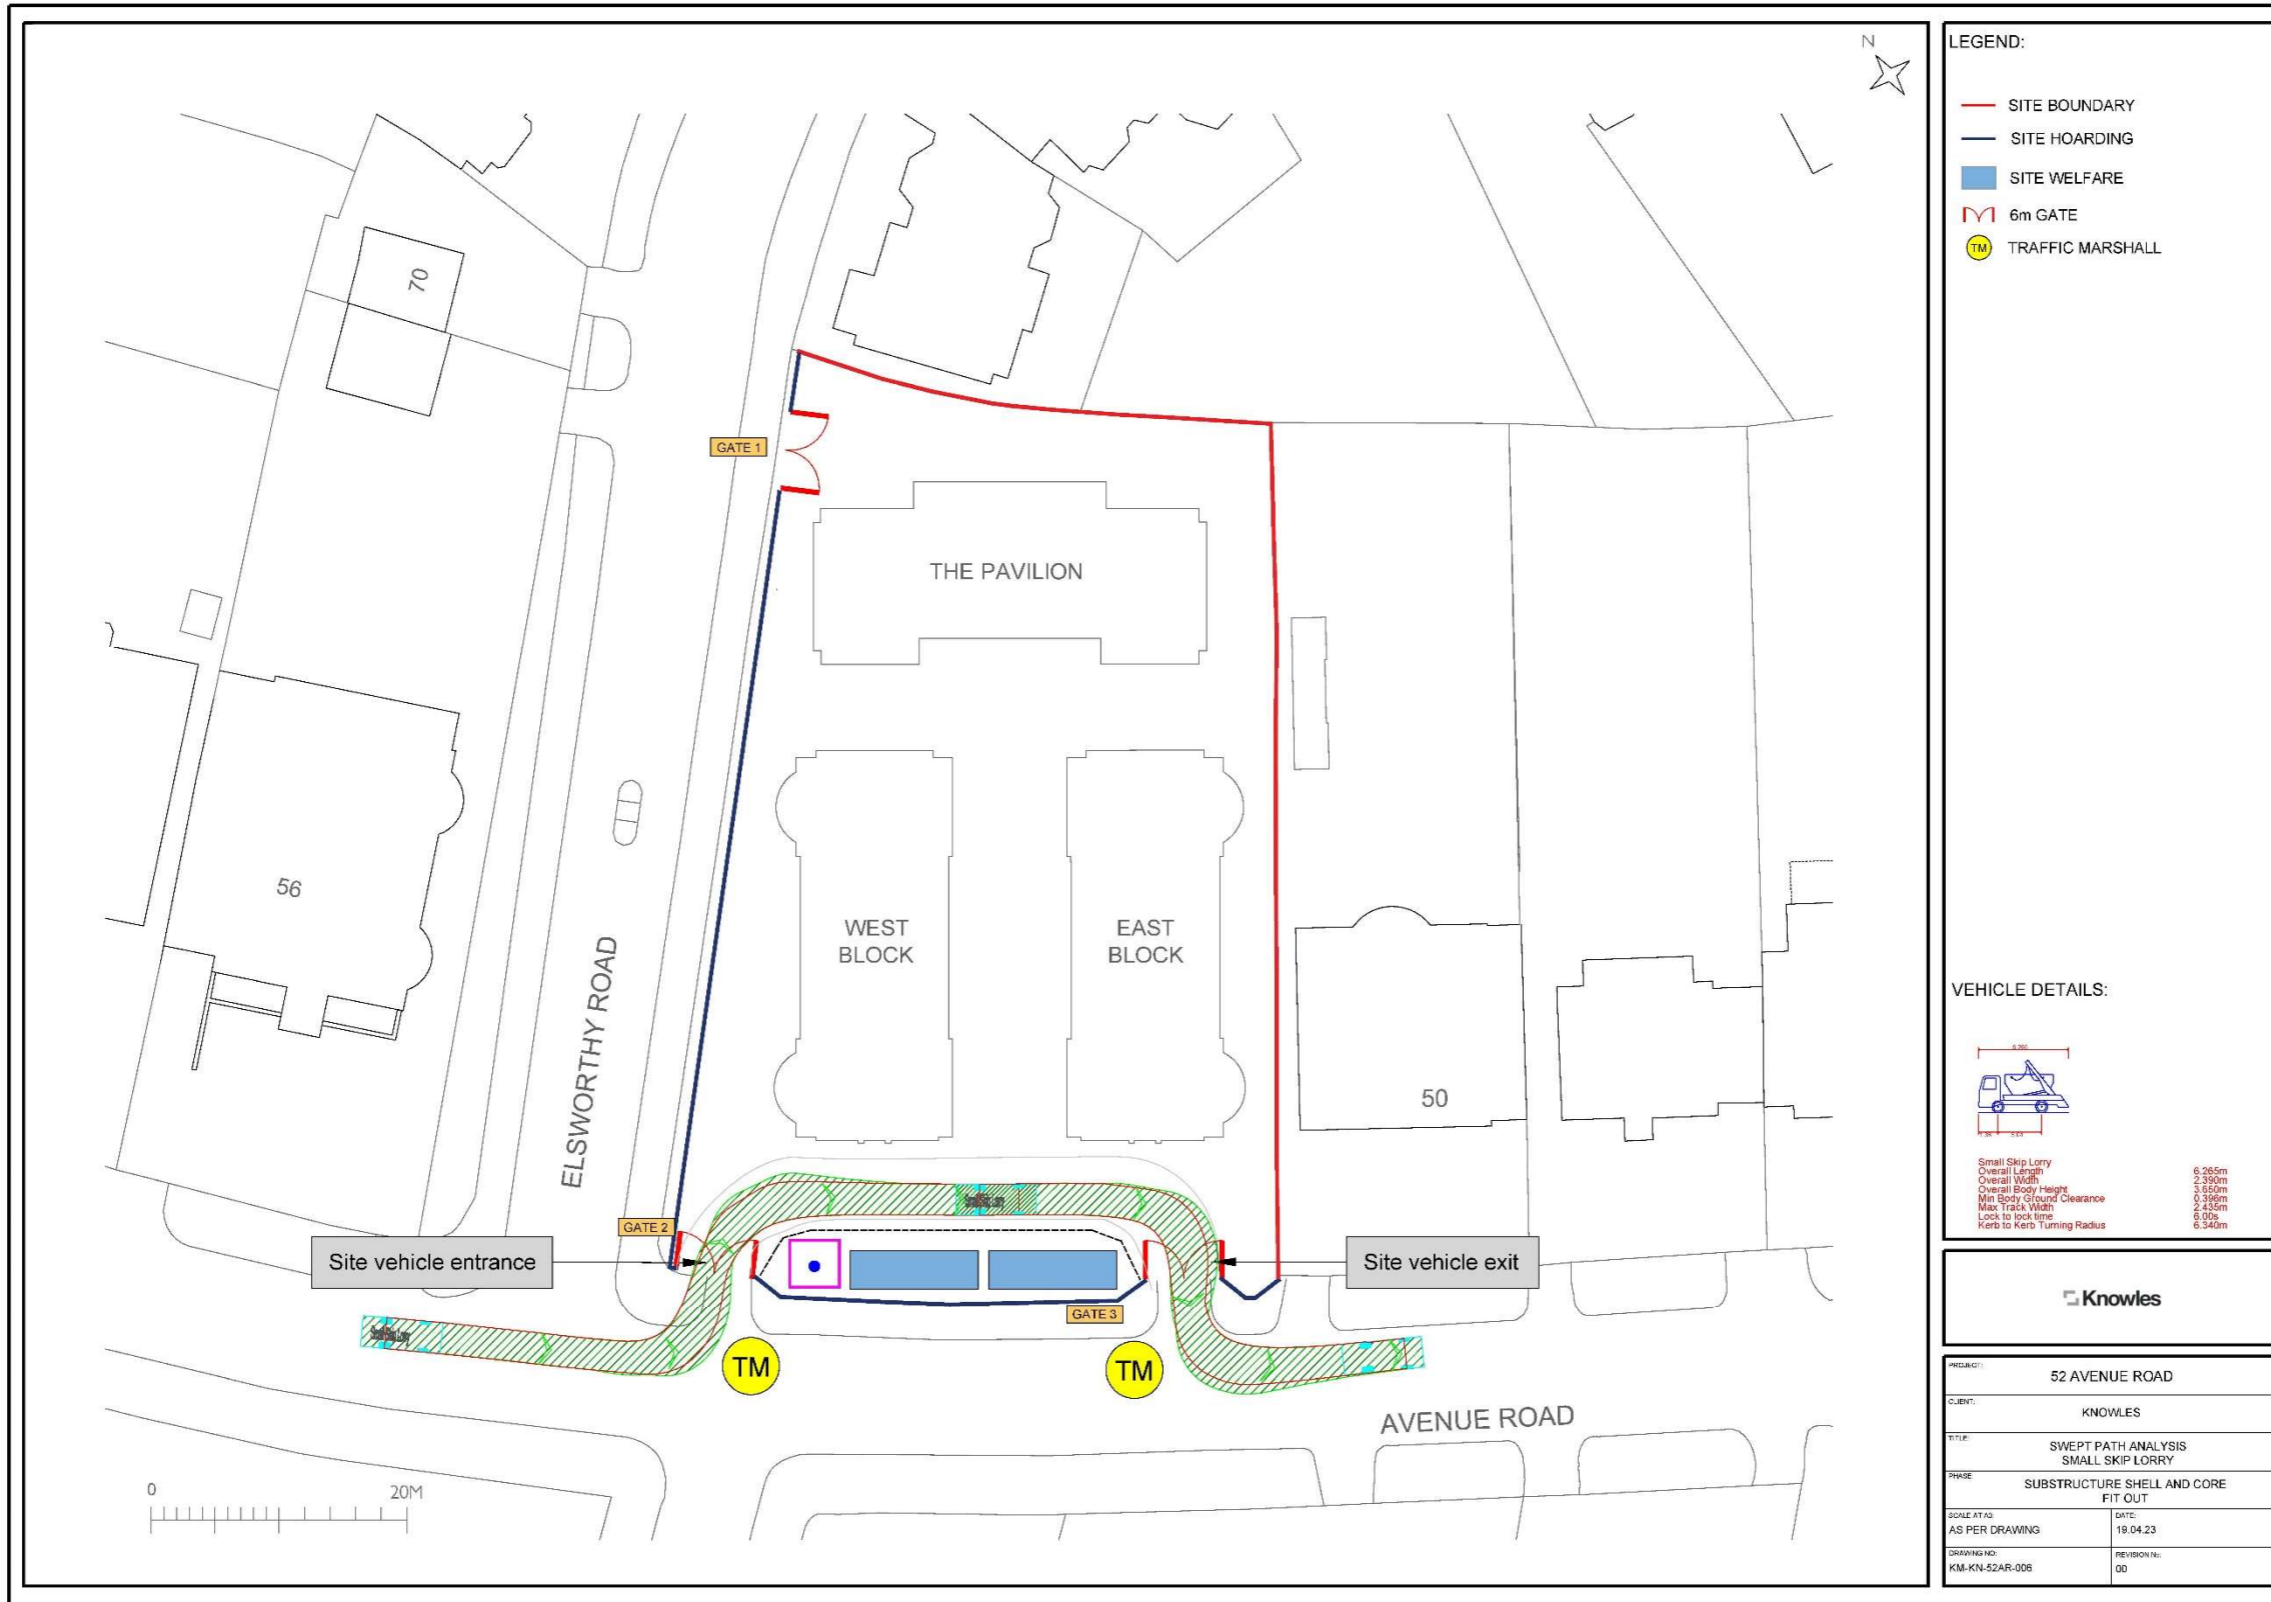 N
LEGEND:
SITE BOUNDARY
SITE HOARDING
SITE WELFARE
6m GATE
TM TRAFFIC MARSHALL
70
GATE 1
THE PAVILION
56
WEST
BLOCK
EAST
BLOCK
50
ELSWORTHY ROAD
GATE 2
Site vehicle entrance
Site vehicle exit
GATE 3
TM
TM
AVENUE ROAD
0 20M
VEHICLE DETAILS:
Small Skip Lorry
Overall Length 6.265m
Overall Width 2.390m
Overall Body Height 3.650m
Min Body Ground Clearance 0.396m
Max Track Width 2.435m
Lock to lock time 6.00s
Kerb to Kerb Turning Radius 6.340m
Knowles
PROJECT:
52 AVENUE ROAD
CLIENT:
KNOWLES
TITLE:
SWEPT PATH ANALYSIS
SMALL SKIP LORRY
PHASE
SUBSTRUCTURE SHELL AND CORE
FIT OUT
SCALE AT A3:
AS PER DRAWING
DATE:
19.04.23
DRAWING NO:
KM-KN-52AR-006
REVISION No:
00